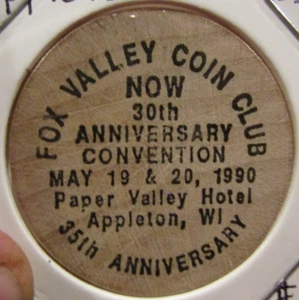 FOX VALLEY COIN CLUB
NOW
30th
ANNIVERSARY
CONVENTION
MAY 19 & 20, 1990
Paper Valley Hotel
Appleton, WI
35th ANNIVERSARY